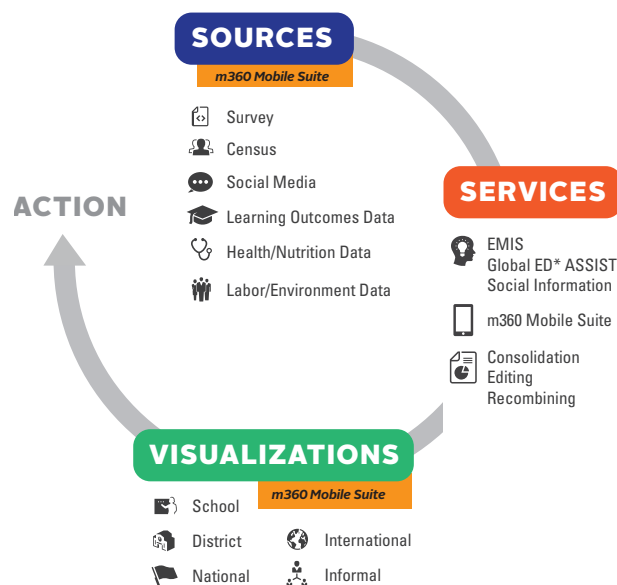 SOURCES
m360 Mobile Suite
Survey
Census
Social Media
Learning Outcomes Data
Health/Nutrition Data
Labor/Environment Data
SERVICES
EMIS
Global ED* ASSIST
Social Information
m360 Mobile Suite
Consolidation
Editing
Recombining
VISUALIZATIONS
m360 Mobile Suite
School
District
National
International
Informal
ACTION